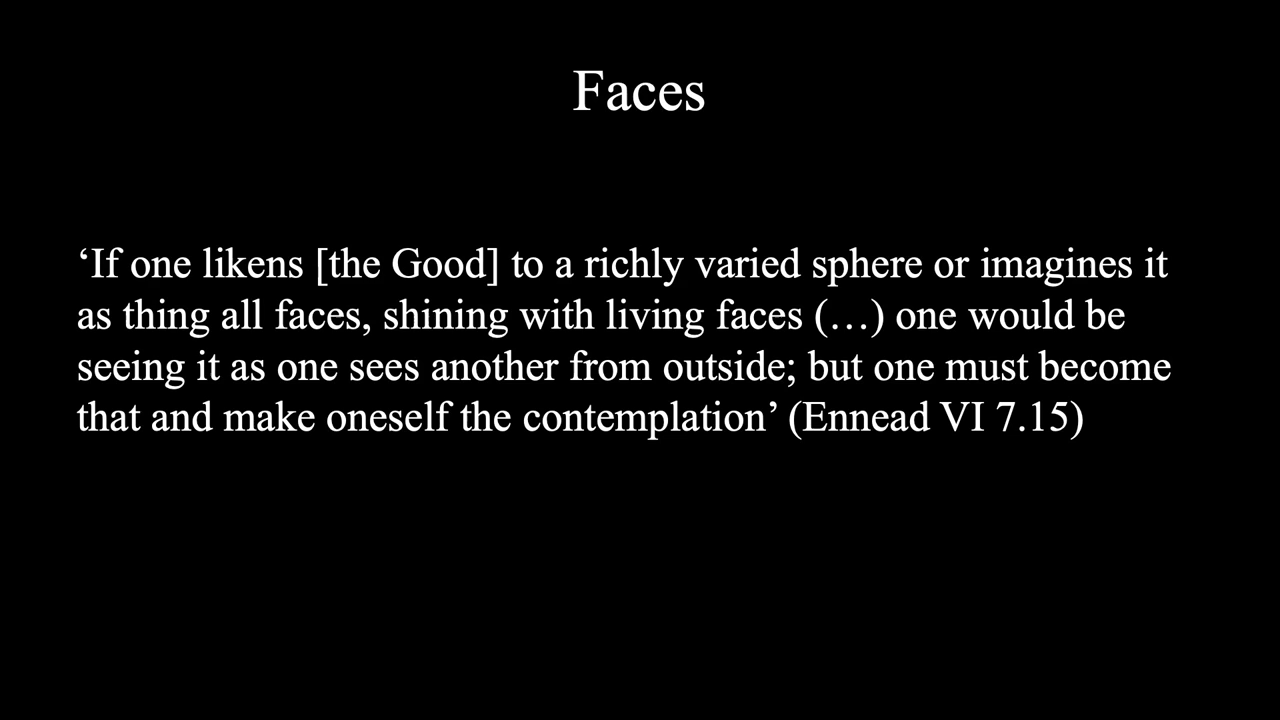 Faces
‘If one likens [the Good] to a richly varied sphere or imagines it
as thing all faces, shining with living faces (…) one would be
seeing it as one sees another from outside; but one must become
that and make oneself the contemplation’ (Ennead VI 7.15)